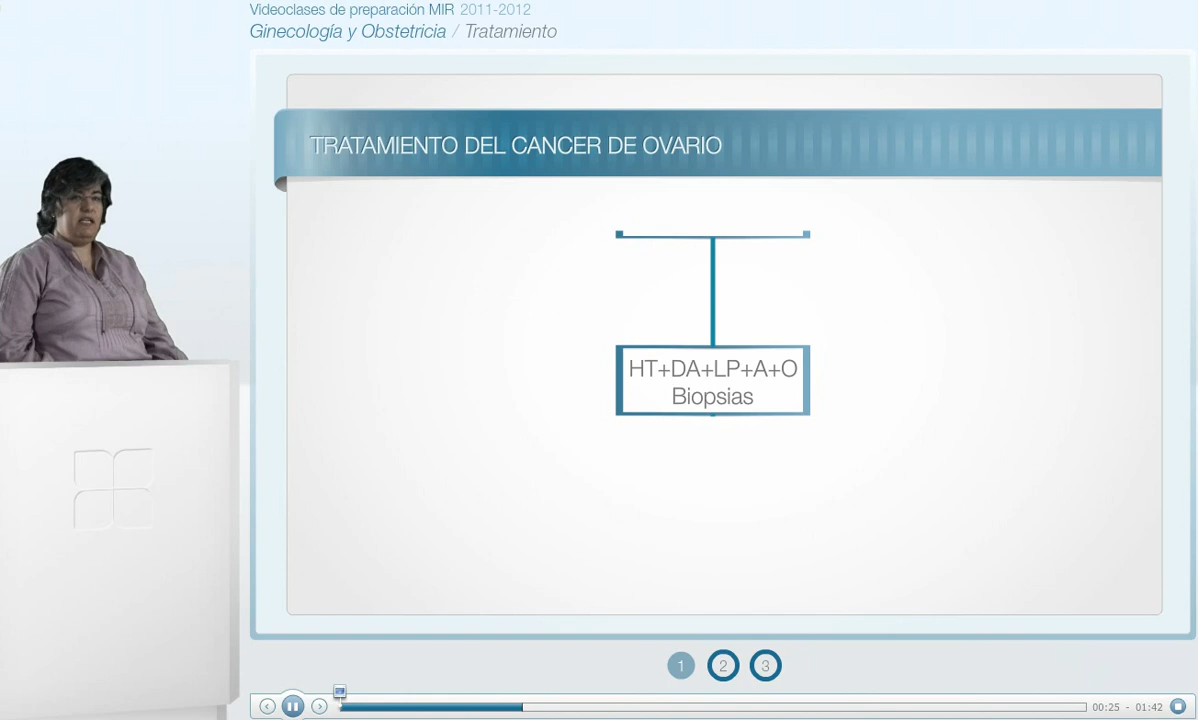 Videoclases de preparación MIR 2011-2012
Ginecología y Obstetricia / Tratamiento
TRATAMIENTO DEL CANCER DE OVARIO
HT+DA+LP+A+O
Biopsias
1 2 3
00:25 - 01:42